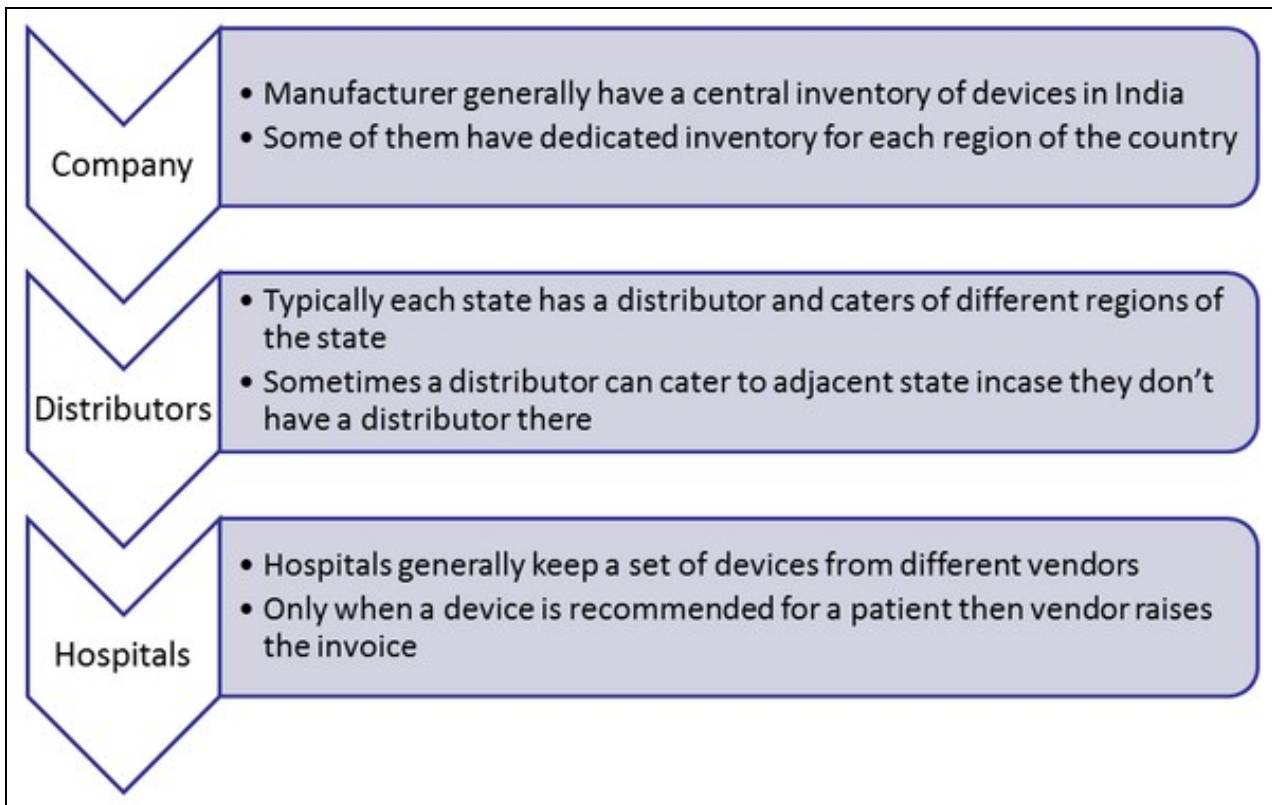 Company
• Manufacturer generally have a central inventory of devices in India
• Some of them have dedicated inventory for each region of the country
Distributors
• Typically each state has a distributor and caters of different regions of
the state
• Sometimes a distributor can cater to adjacent state incase they don't
have a distributor there
Hospitals
• Hospitals generally keep a set of devices from different vendors
• Only when a device is recommended for a patient then vendor raises
the invoice